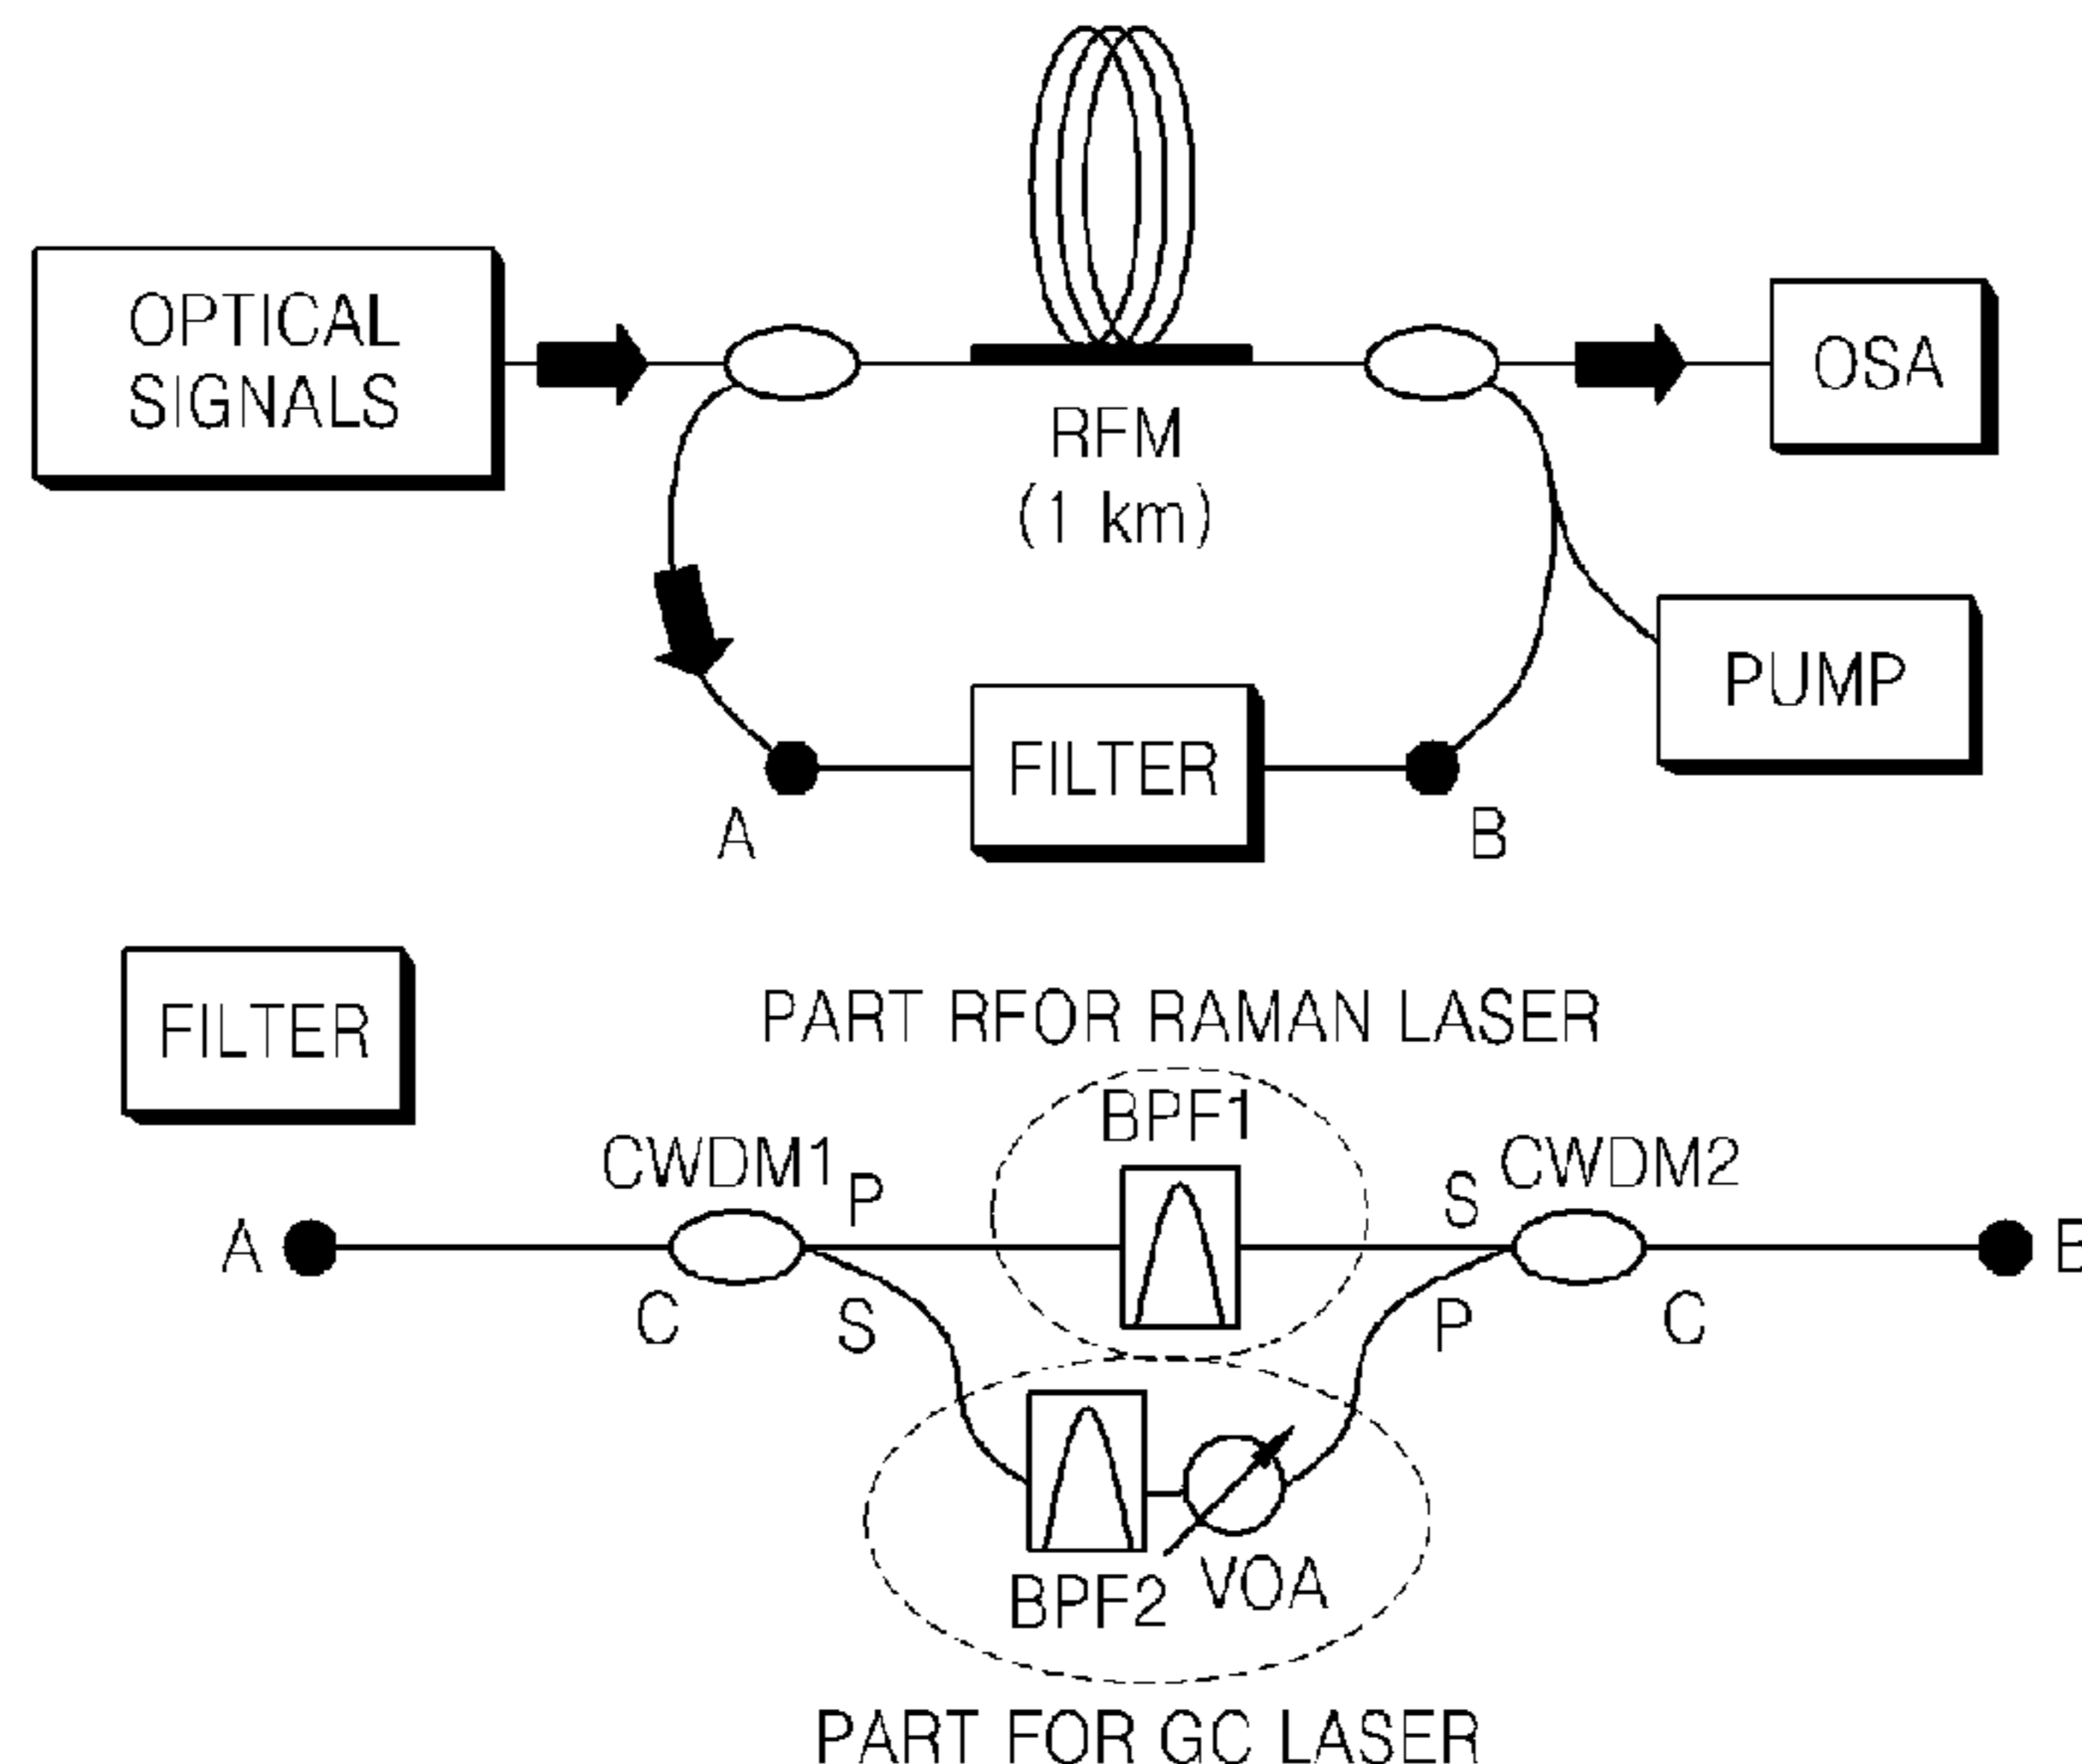 OPTICAL
SIGNALS
OSA
RFM
(1 km)
PUMP
FILTER
A
B
FILTER
PART RFOR RAMAN LASER
BPF1
CWDM1
P
S
CWDM2
A
B
C
S
P
C
BPF2
VOA
PART FOR GC LASER